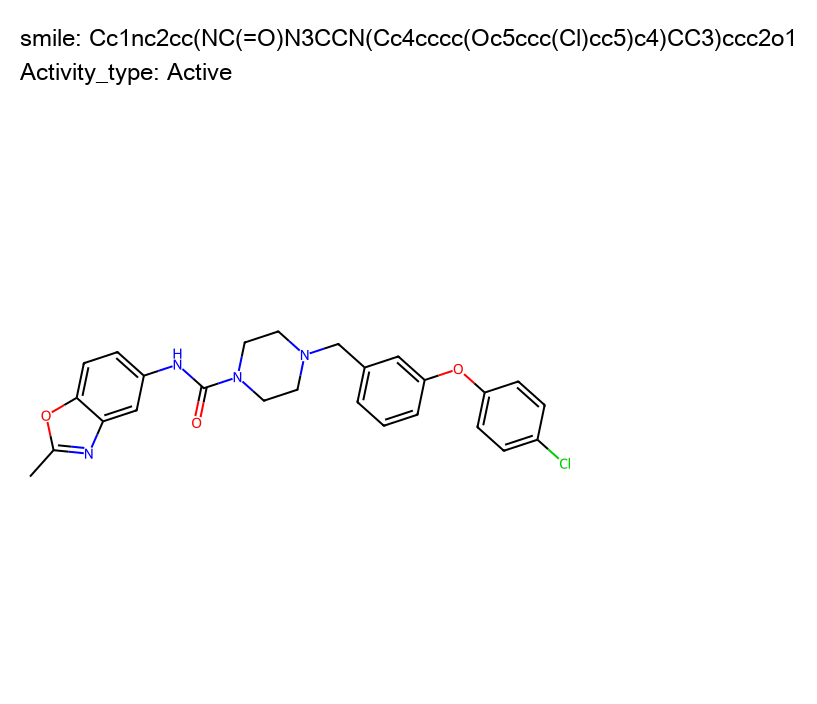 smile: Cc1nc2cc(NC(=O)N3CCN(Cc4cccc(Oc5ccc(Cl)cc5)c4)CC3)ccc2o1
Activity_type: Active
H
N
N
N
O
O
O
N
Cl